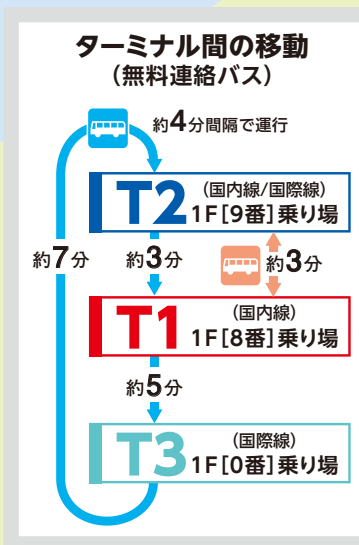 ターミナル間の移動
(無料連絡バス)
約4分間隔で運行
T2 (国内線/国際線)
1F[9番]乗り場
約7分 約3分 約3分
T1 (国内線)
1F[8番]乗り場
約5分
T3 (国際線)
1F[0番]乗り場